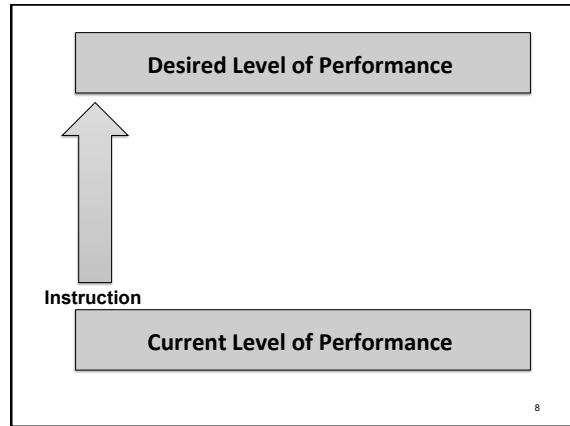 Desired Level of Performance
Instruction
Current Level of Performance
8